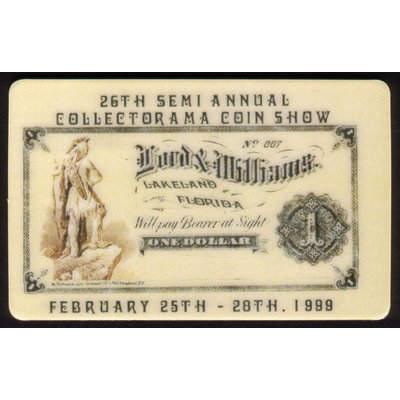 26TH SEMI ANNUAL
COLLECTORAMA COIN SHOW
No 007
Lord & Williams
LAKELAND
FLORIDA
Will pay Bearer at Sight
ONE DOLLAR
1
FEBRUARY 25TH - 28TH, 1999